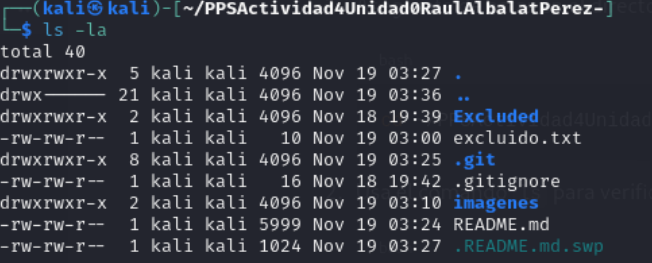 ┌──(kali㉿kali)-[~/PPSActividad4Unidad0RaulAlbalatPerez-]
└─$ ls -la
total 40
drwxrwxr-x  5 kali kali 4096 Nov 19 03:27 .
drwx------ 21 kali kali 4096 Nov 19 03:36 ..
drwxrwxr-x  2 kali kali 4096 Nov 18 19:39 Excluded
-rw-rw-r--  1 kali kali   10 Nov 19 03:00 excluido.txt
drwxrwxr-x  8 kali kali 4096 Nov 19 03:25 .git
-rw-rw-r--  1 kali kali   16 Nov 18 19:42 .gitignore
drwxrwxr-x  2 kali kali 4096 Nov 19 03:10 imagenes
-rw-rw-r--  1 kali kali 5999 Nov 19 03:24 README.md
-rw-rw-r--  1 kali kali 1024 Nov 19 03:27 .README.md.swp